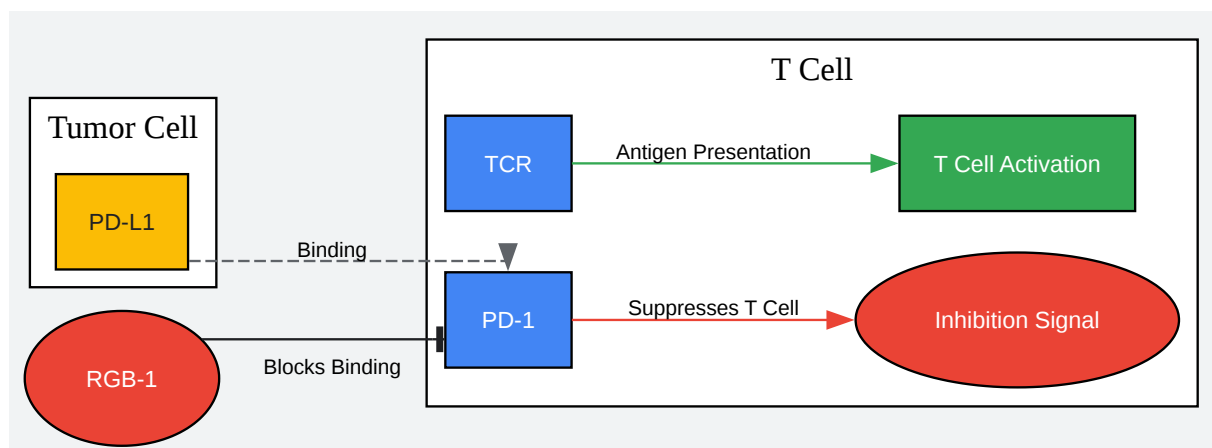 T Cell
Tumor Cell
TCR
Antigen Presentation
T Cell Activation
PD-L1
Binding
PD-1
Suppresses T Cell
Inhibition Signal
RGB-1
Blocks Binding